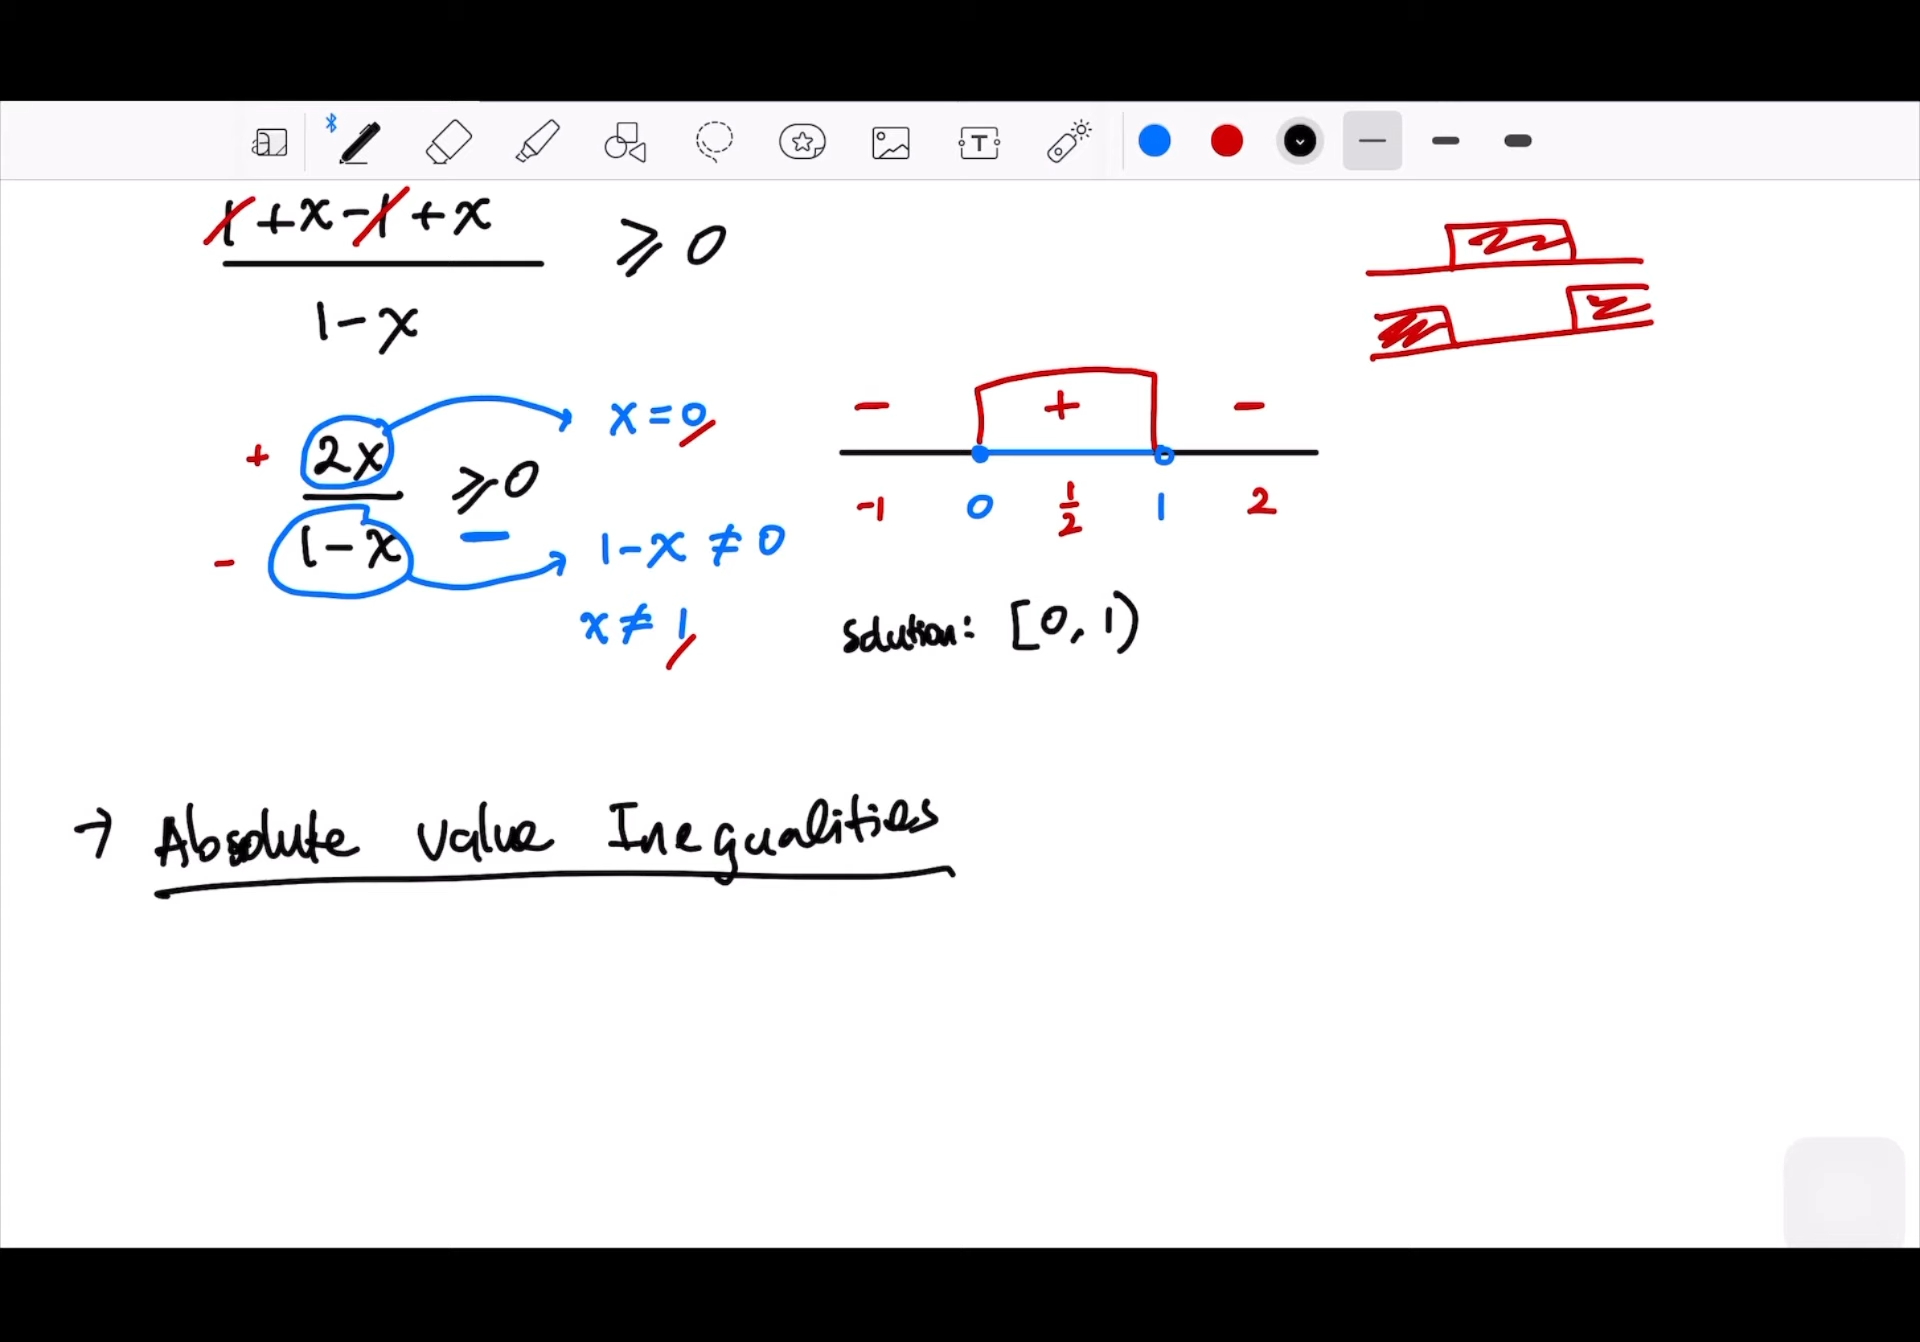 1+x-1+x
≥ 0
1-x
+ 2x ≥ 0
- 1-x
x = 0
1-x ≠ 0
x ≠ 1
- + -
-1 0 1/2 1 2
Solution: [0, 1)
→ Absolute value Inequalities